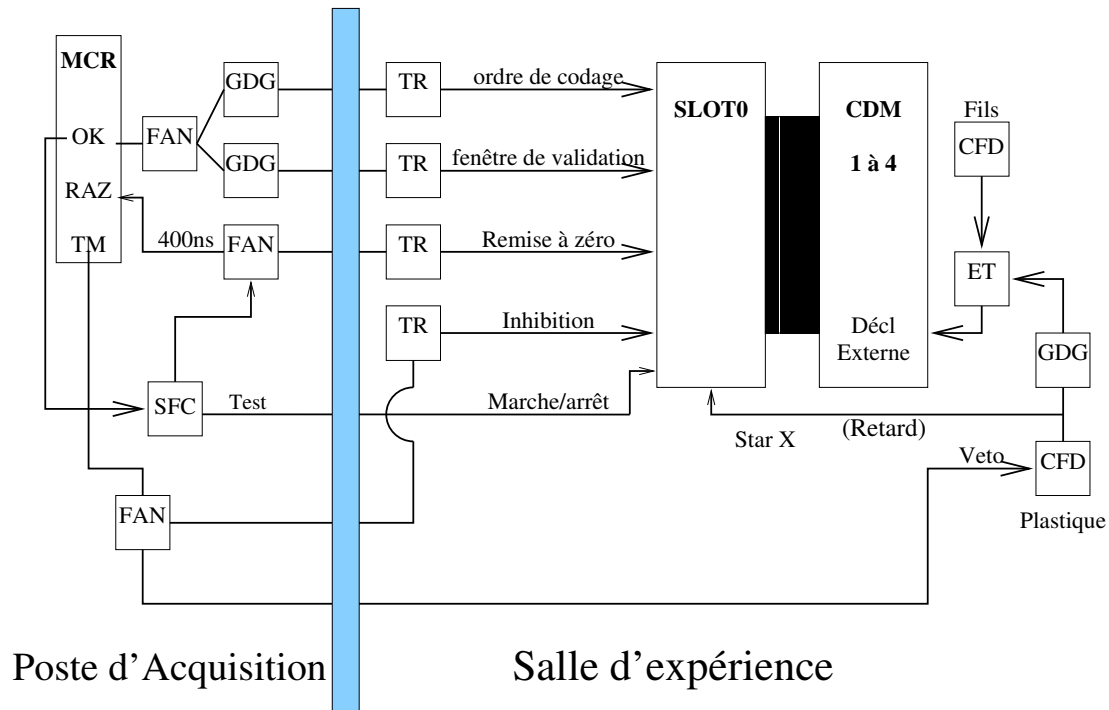 MCR
OK
RAZ
TM
FAN
GDG
GDG
400ns
FAN
SFC
Test
FAN
TR
ordre de codage
TR
fenêtre de validation
TR
Remise à zéro
TR
Inhibition
Marche/arrêt
SLOT0
CDM
1 à 4
Décl
Externe
Fils
CFD
ET
GDG
Star X
(Retard)
Veto
CFD
Plastique
Poste d'Acquisition
Salle d'expérience